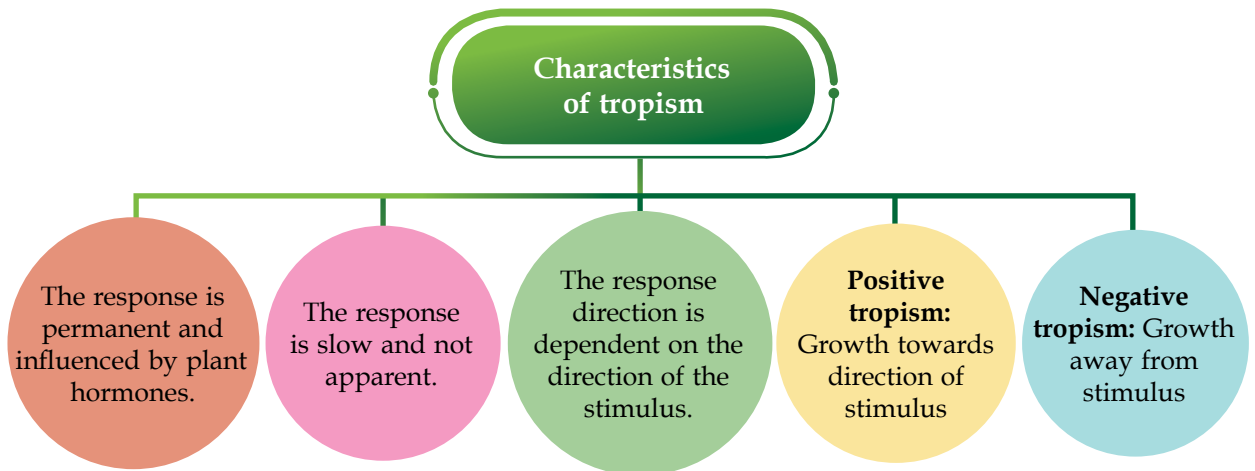 Characteristics
of tropism
The response is
permanent and
influenced by plant
hormones.
The response
is slow and not
apparent.
The response
direction is
dependent on the
direction of the
stimulus.
Positive
tropism:
Growth towards
direction of
stimulus
Negative
tropism: Growth
away from
stimulus